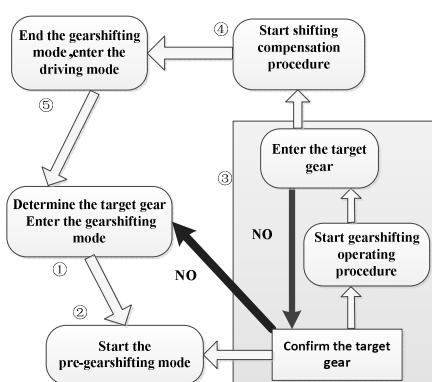 End the gearshifting
mode,enter the
driving mode
④
Start shifting
compensation
procedure
⑤
③
Enter the target
gear
Determine the target gear
Enter the gearshifting
mode
NO
Start gearshifting
operating
procedure
①
NO
②
Start the
pre-gearshifting mode
Confirm the target
gear